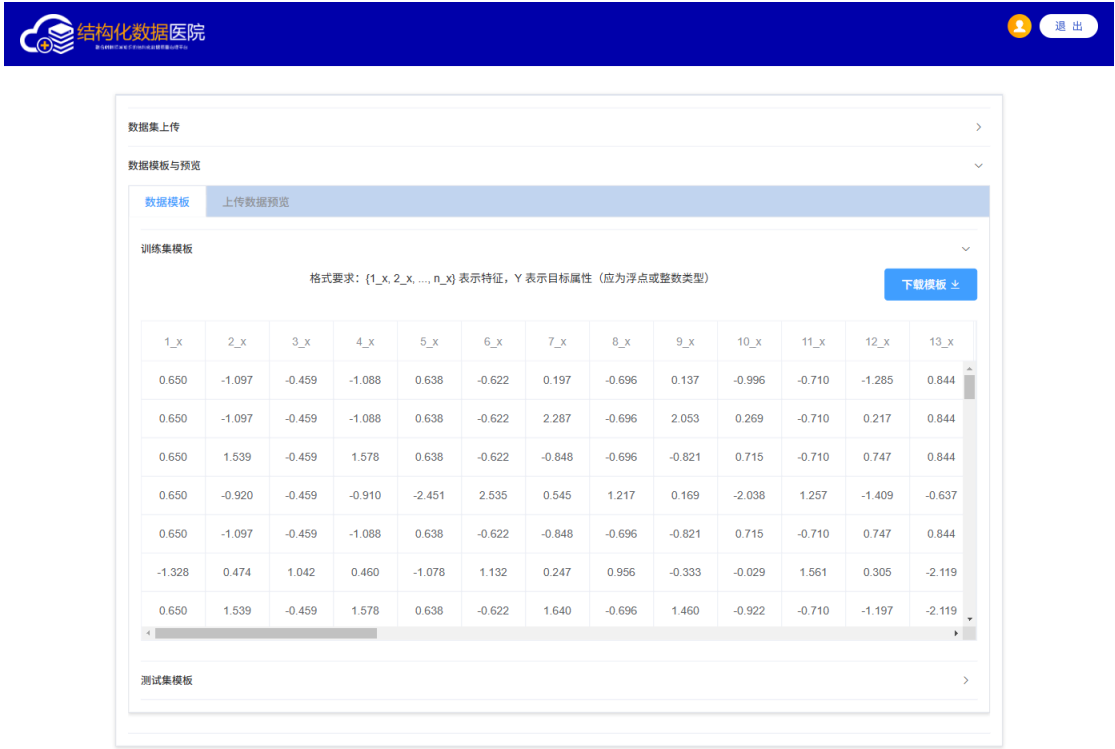 结构化数据医院
退 出
数据集上传
数据模板与预览
数据模板 上传数据预览
训练集模板
格式要求：{1_x, 2_x, ..., n_x} 表示特征，Y 表示目标属性（应为浮点或整数类型）
下载模板
1_x 2_x 3_x 4_x 5_x 6_x 7_x 8_x 9_x 10_x 11_x 12_x 13_x
0.650 -1.097 -0.459 -1.088 0.638 -0.622 0.197 -0.696 0.137 -0.996 -0.710 -1.285 0.844
0.650 -1.097 -0.459 -1.088 0.638 -0.622 2.287 -0.696 2.053 0.269 -0.710 0.217 0.844
0.650 1.539 -0.459 1.578 0.638 -0.622 -0.848 -0.696 -0.821 0.715 -0.710 0.747 0.844
0.650 -0.920 -0.459 -0.910 -2.451 2.535 0.545 1.217 0.169 -2.038 1.257 -1.409 -0.637
0.650 -1.097 -0.459 -1.088 0.638 -0.622 -0.848 -0.696 -0.821 0.715 -0.710 0.747 0.844
-1.328 0.474 1.042 0.460 -1.078 1.132 0.247 0.956 -0.333 -0.029 1.561 0.305 -2.119
0.650 1.539 -0.459 1.578 0.638 -0.622 1.640 -0.696 1.460 -0.922 -0.710 -1.197 -2.119
测试集模板